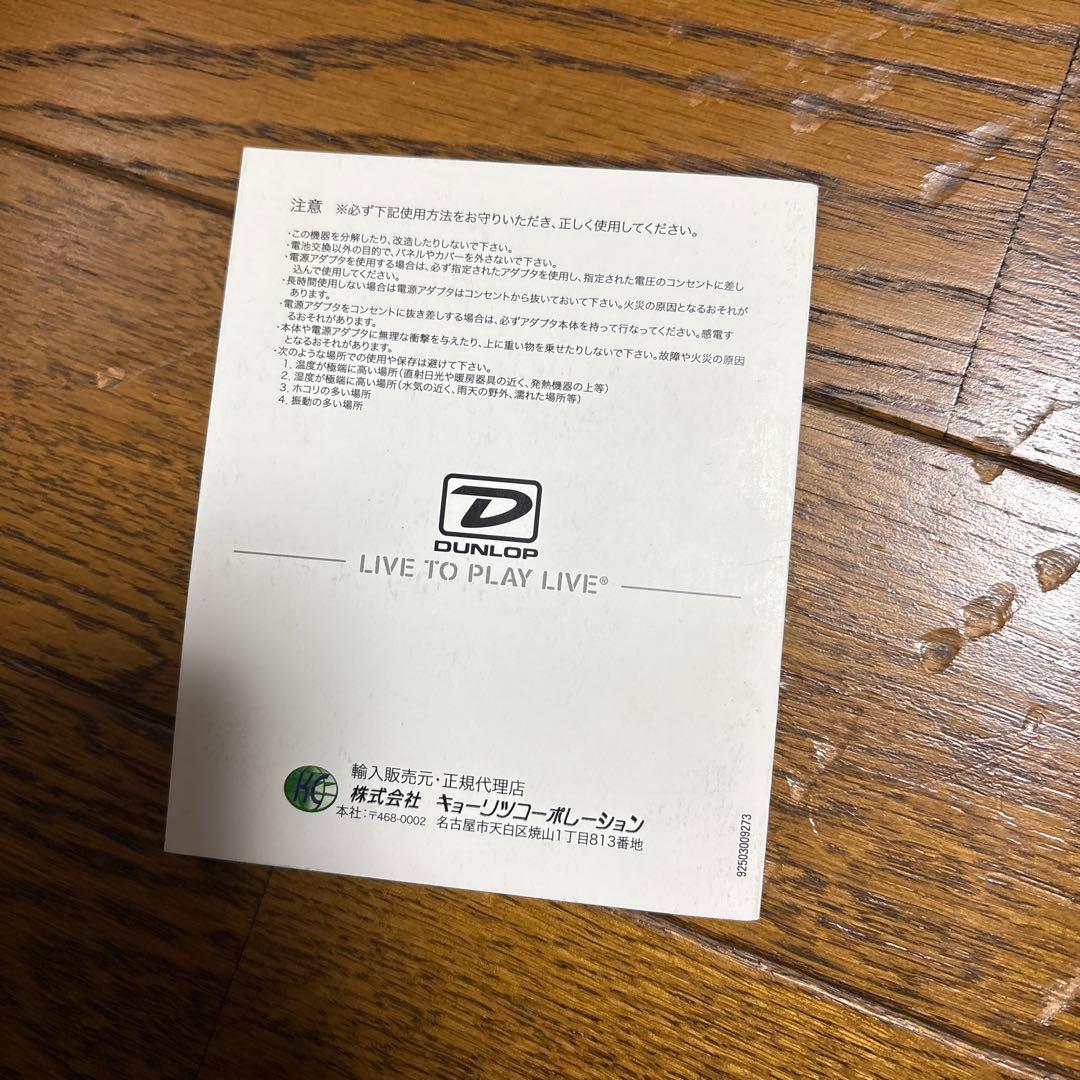 注意 ※必ず下記使用方法をお守りいただき、正しく使用してください。
・この機器を分解したり、改造したりしないで下さい。
・電池交換以外の目的で、パネルやカバーを外さないで下さい。
・電源アダプタを使用する場合は、必ず指定されたアダプタを使用し、指定された電圧のコンセントに差し
込んで使用してください。
・長時間使用しない場合は電源アダプタはコンセントから抜いておいて下さい。火災の原因となるおそれが
あります。
・電源アダプタをコンセントに抜き差しする場合は、必ずアダプタ本体を持って行なってください。感電す
るおそれがあります。
・本体や電源アダプタに無理な衝撃を与えたり、上に重い物を乗せたりしないで下さい。故障や火災の原因
となるおそれがあります。
・次のような場所での使用や保存は避けて下さい。
1. 温度が極端に高い場所(直射日光や暖房器具の近く、発熱機器の上等)
2. 湿度が極端に高い場所(水気の近く、雨天の野外、濡れた場所等)
3. ホコリの多い場所
4. 振動の多い場所
D
DUNLOP
LIVE TO PLAY LIVE®
KC
輸入販売元・正規代理店
株式会社 キョーリツコーポレーション
本社:〒468-0002 名古屋市天白区焼山1丁目813番地
92503009273